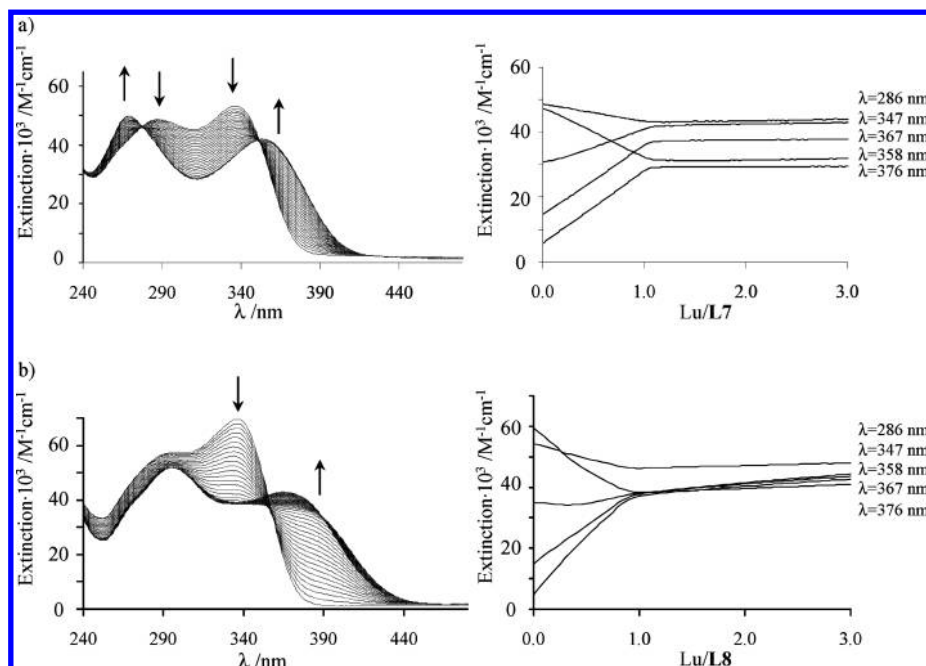 a)
Extinction·10³ /M⁻¹cm⁻¹
60
40
20
0
240 290 340 390 440
λ /nm
Extinction·10³ /M⁻¹cm⁻¹
60
40
20
0
0.0 1.0 2.0 3.0
Lu/L7
λ=286 nm
λ=347 nm
λ=367 nm
λ=358 nm
λ=376 nm
b)
Extinction·10³ /M⁻¹cm⁻¹
60
40
20
0
240 290 340 390 440
λ /nm
Extinction·10³ /M⁻¹cm⁻¹
60
40
20
0
0.0 1.0 2.0 3.0
Lu/L8
λ=286 nm
λ=347 nm
λ=358 nm
λ=367 nm
λ=376 nm